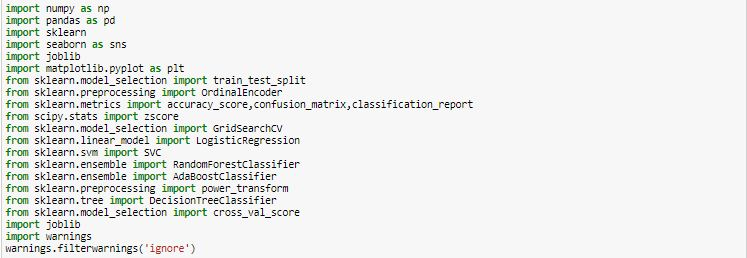 import numpy as np
import pandas as pd
import sklearn
import seaborn as sns
import joblib
import matplotlib.pyplot as plt
from sklearn.model_selection import train_test_split
from sklearn.preprocessing import OrdinalEncoder
from sklearn.metrics import accuracy_score,confusion_matrix,classification_report
from scipy.stats import zscore
from sklearn.model_selection import GridSearchCV
from sklearn.linear_model import LogisticRegression
from sklearn.svm import SVC
from sklearn.ensemble import RandomForestClassifier
from sklearn.ensemble import AdaBoostClassifier
from sklearn.preprocessing import power_transform
from sklearn.tree import DecisionTreeClassifier
from sklearn.model_selection import cross_val_score
import joblib
import warnings
warnings.filterwarnings('ignore')